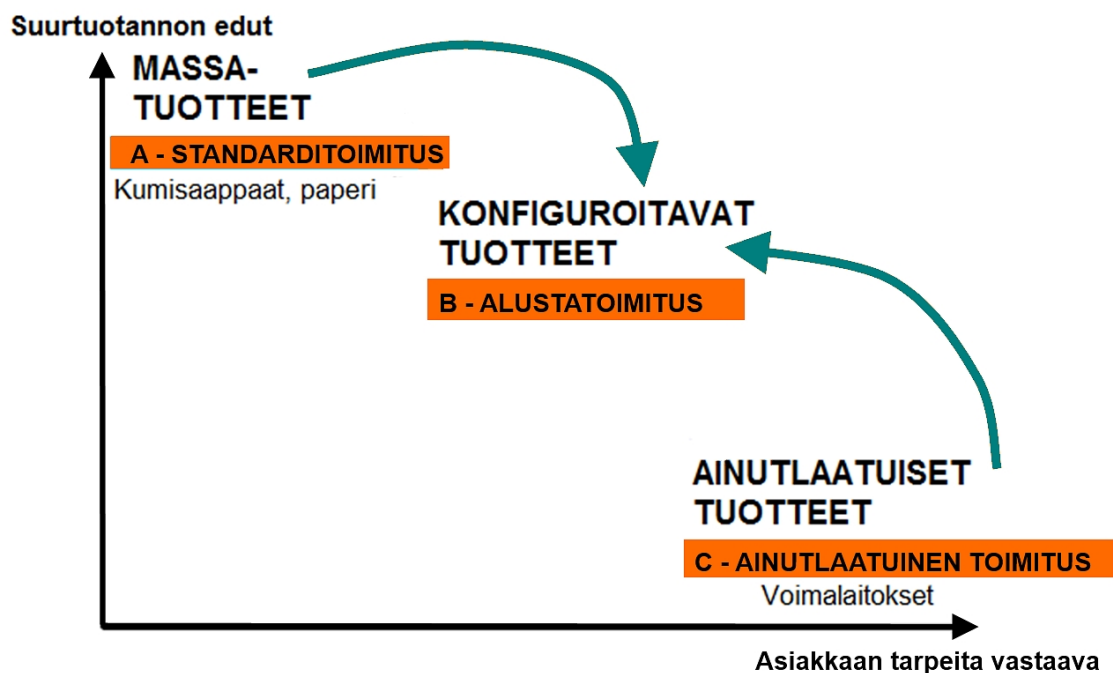 Suurtuotannon edut
MASSA-
TUOTTEET
A - STANDARDITOIMITUS
Kumisaappaat, paperi
KONFIGUROITAVAT
TUOTTEET
B - ALUSTATOIMITUS
AINUTLAATUISET
TUOTTEET
C - AINUTLAATUINEN TOIMITUS
Voimalaitokset
Asiakkaan tarpeita vastaava